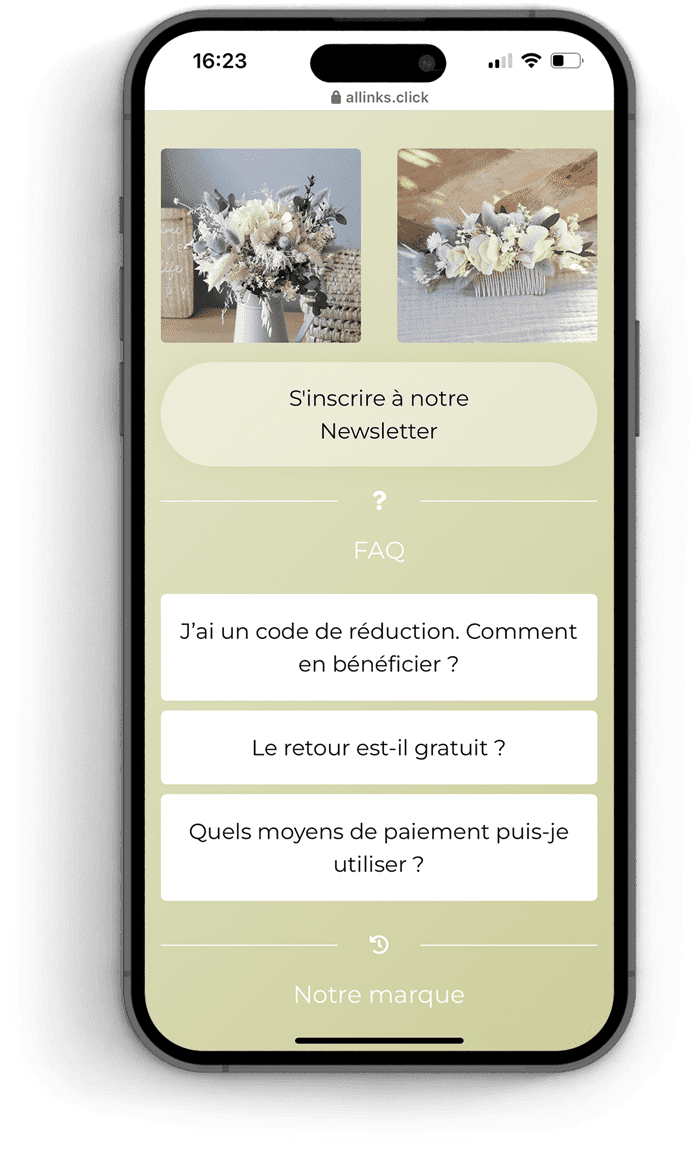 16:23
allinks.click
S'inscrire à notre
Newsletter
?
FAQ
J’ai un code de réduction. Comment
en bénéficier ?
Le retour est-il gratuit ?
Quels moyens de paiement puis-je
utiliser ?
Notre marque